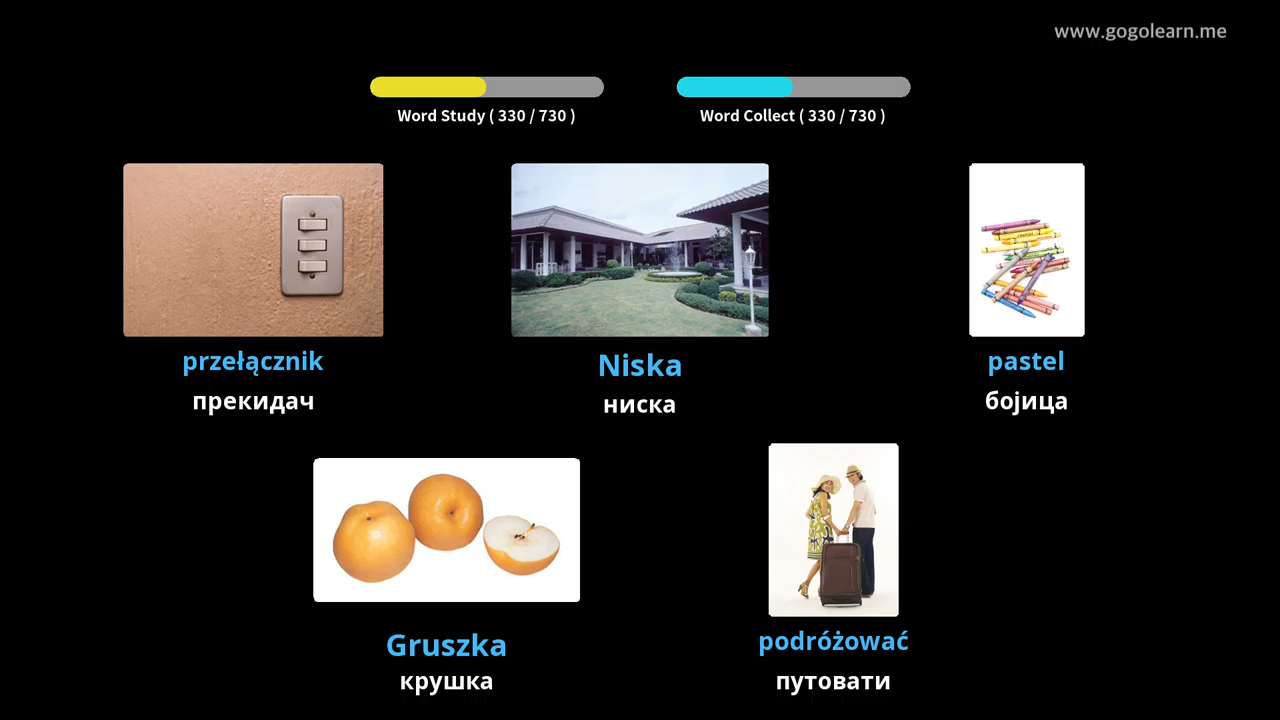 www.gogolearn.me
Word Study ( 330 / 730 )
Word Collect ( 330 / 730 )
przełącznik
прекидач
Niska
ниска
pastel
бојица
Gruszka
крушка
podróżować
путовати